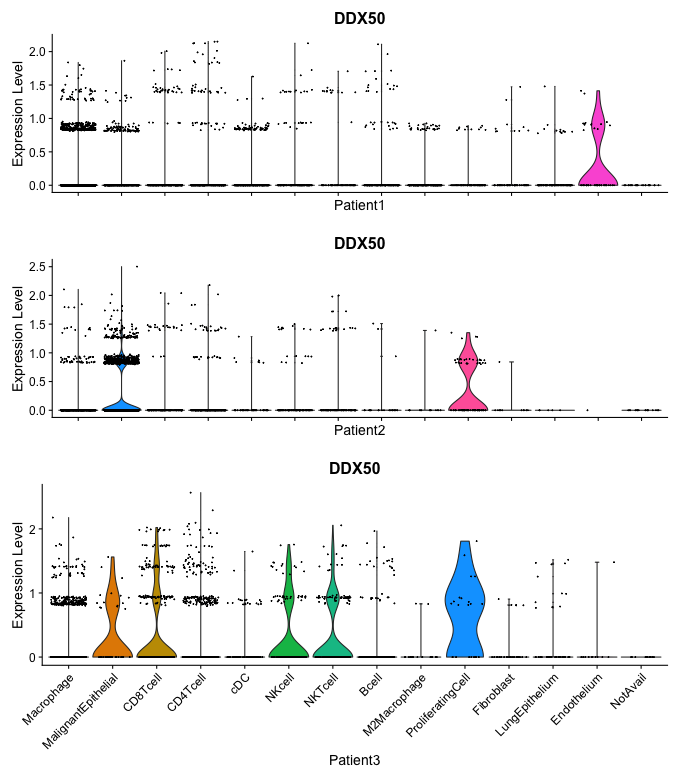 DDX50
Expression Level
2.0
1.5
1.0
0.5
0.0
Patient1
DDX50
Expression Level
2.5
2.0
1.5
1.0
0.5
0.0
Patient2
DDX50
Expression Level
2
1
0
Macrophage
MalignantEpithelial
CD8Tcell
CD4Tcell
cDC
NKcell
NKTcell
Bcell
M2Macrophage
ProliferatingCell
Fibroblast
LungEpithelium
Endothelium
NotAvail
Patient3